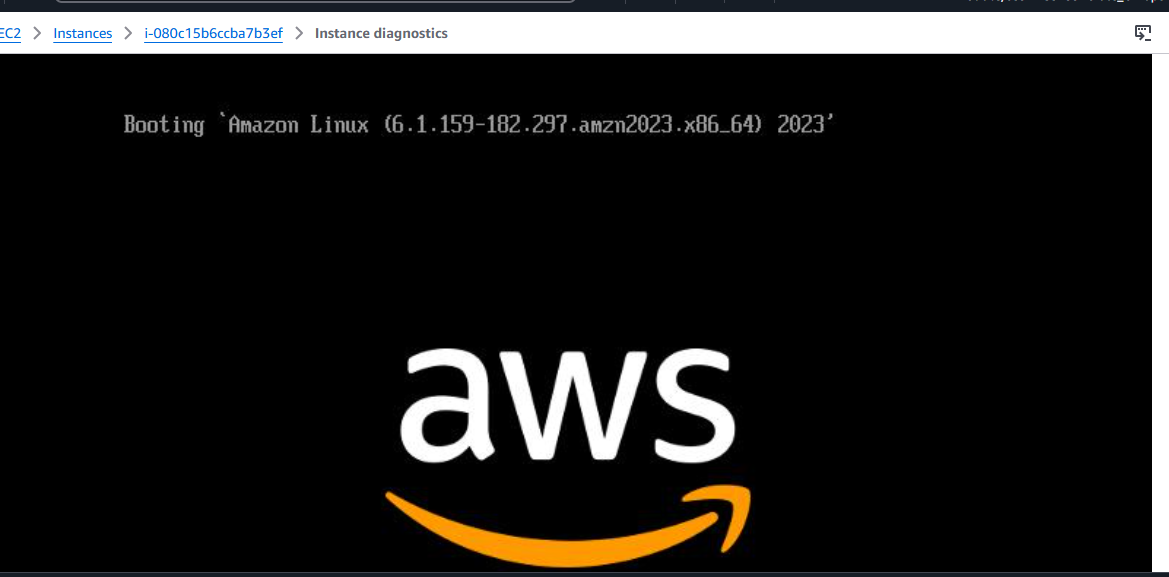 EC2 > Instances > i-080c15b6ccba7b3ef > Instance diagnostics
Booting `Amazon Linux (6.1.159-182.297.amzn2023.x86_64) 2023'
aws